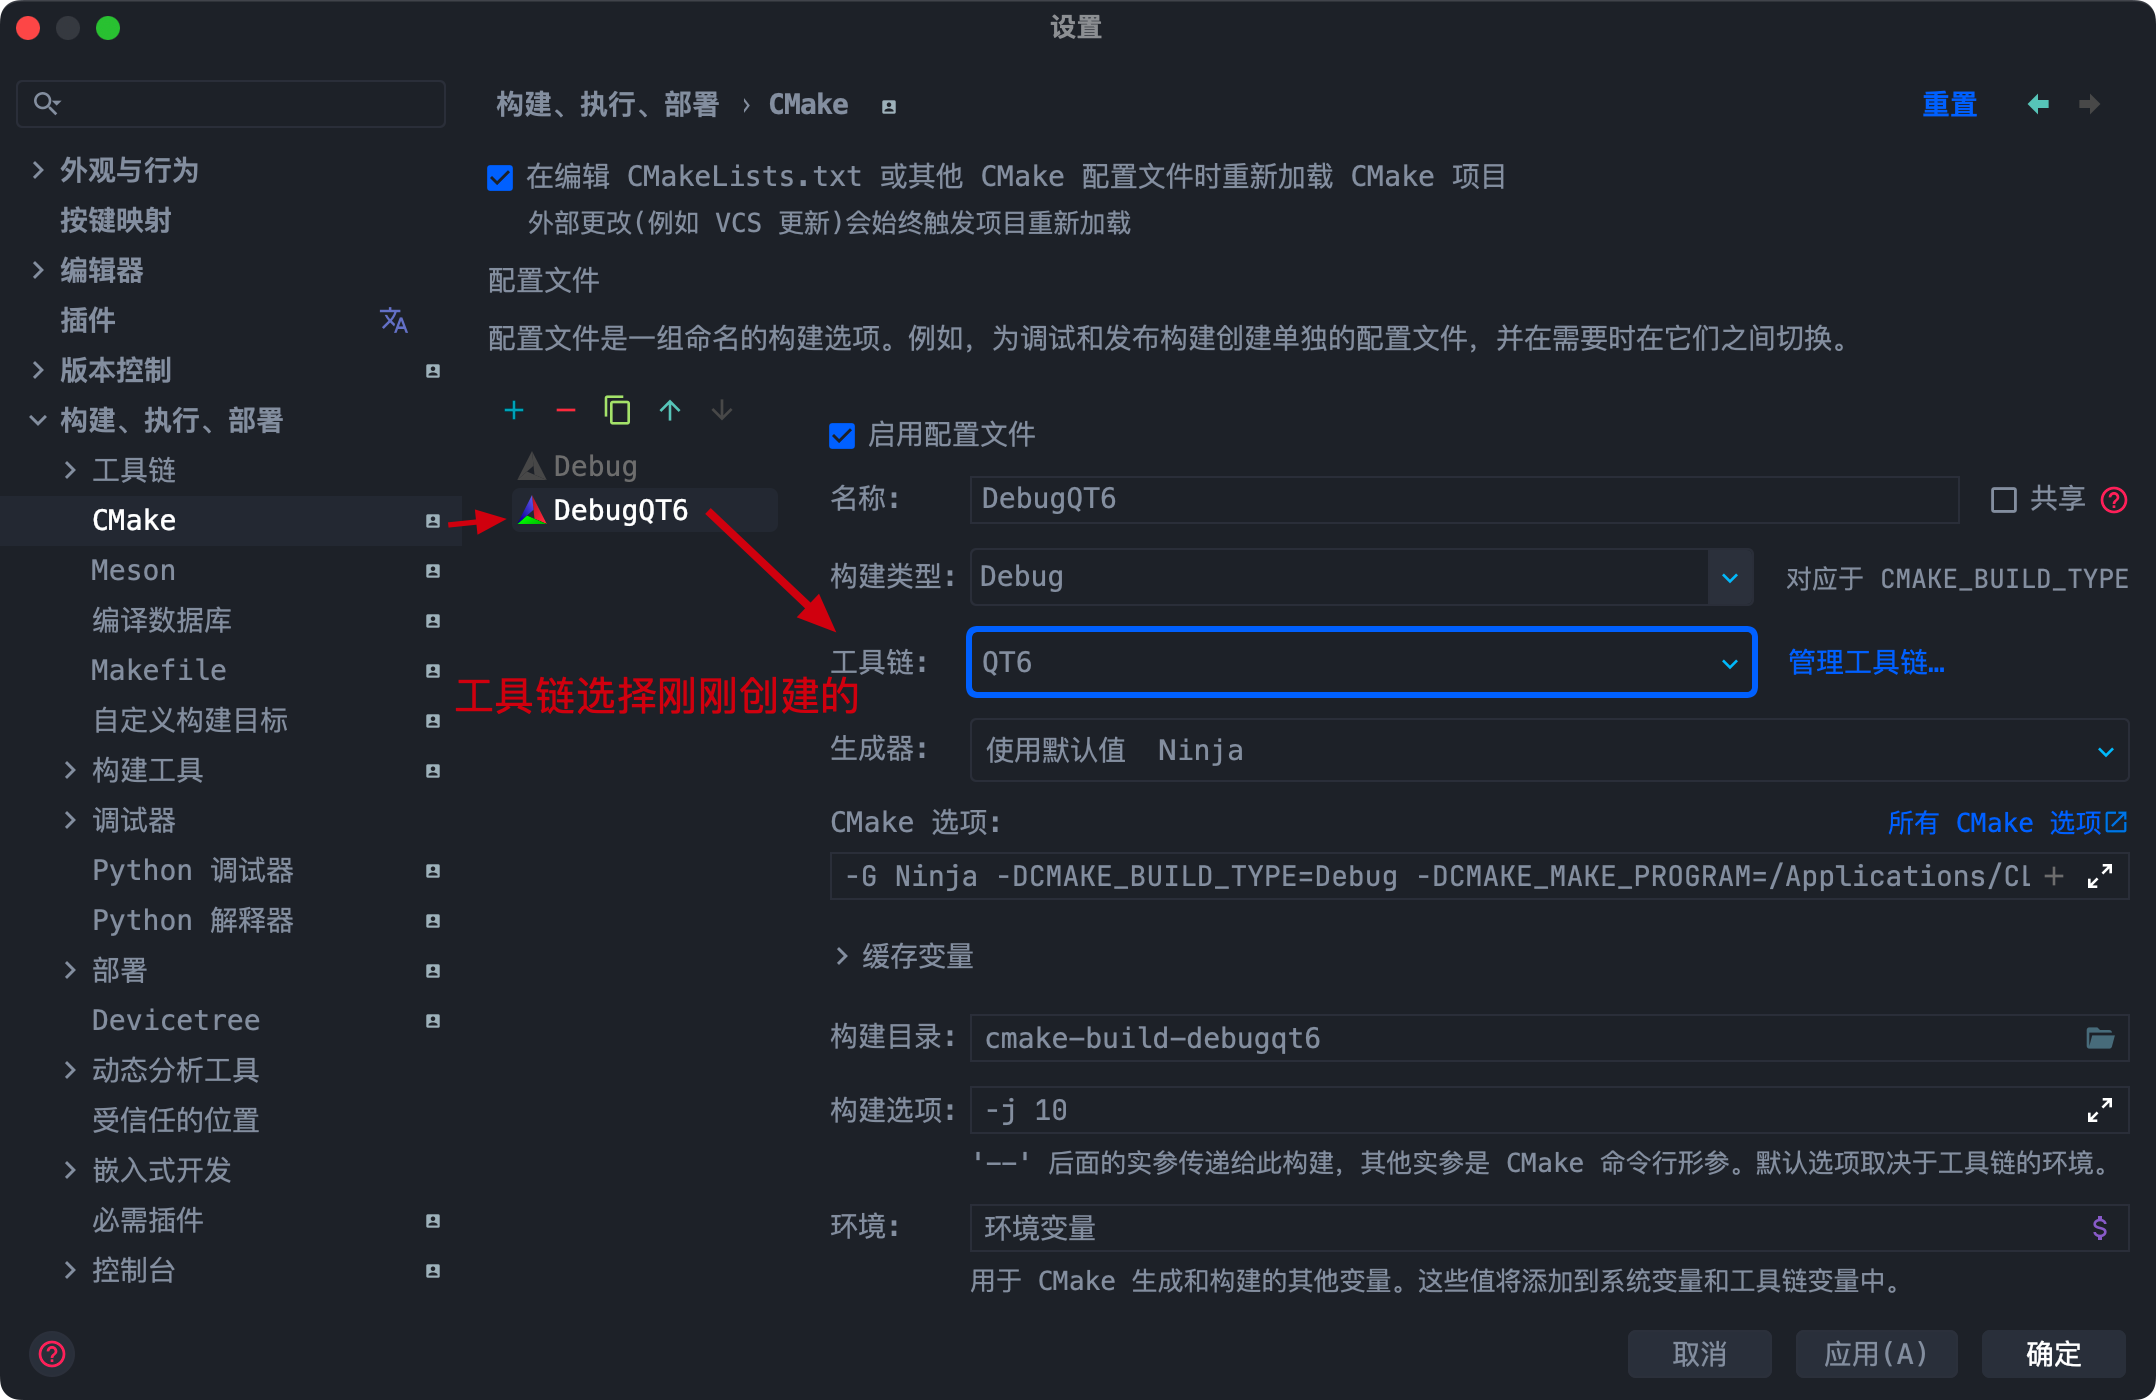 设置
外观与行为
按键映射
编辑器
插件
版本控制
构建、执行、部署
工具链
CMake
Meson
编译数据库
Makefile
自定义构建目标
构建工具
调试器
Python 调试器
Python 解释器
部署
Devicetree
动态分析工具
受信任的位置
嵌入式开发
必需插件
控制台
构建、执行、部署 › CMake
重置
在编辑 CMakeLists.txt 或其他 CMake 配置文件时重新加载 CMake 项目
外部更改(例如 VCS 更新)会始终触发项目重新加载
配置文件
配置文件是一组命名的构建选项。例如，为调试和发布构建创建单独的配置文件，并在需要时在它们之间切换。
Debug
DebugQT6
工具链选择刚刚创建的
启用配置文件
名称: DebugQT6 共享
构建类型: Debug 对应于 CMAKE_BUILD_TYPE
工具链: QT6 管理工具链…
生成器: 使用默认值 Ninja
CMake 选项: 所有 CMake 选项
-G Ninja -DCMAKE_BUILD_TYPE=Debug -DCMAKE_MAKE_PROGRAM=/Applications/CL
缓存变量
构建目录: cmake-build-debugqt6
构建选项: -j 10
'--' 后面的实参传递给此构建，其他实参是 CMake 命令行形参。默认选项取决于工具链的环境。
环境: 环境变量
用于 CMake 生成和构建的其他变量。这些值将添加到系统变量和工具链变量中。
取消 应用(A) 确定